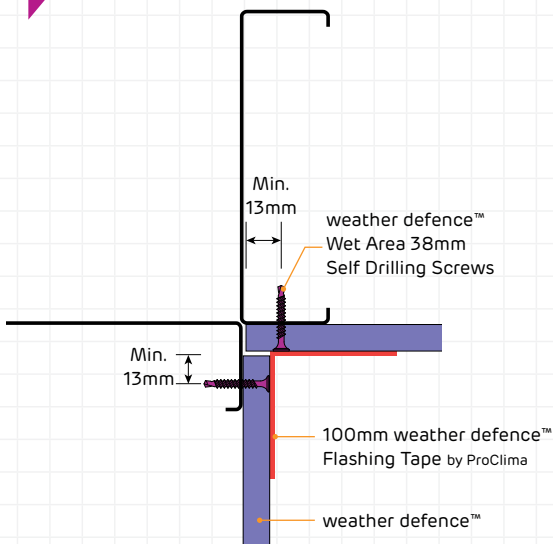 Min.
13mm
weather defence™
Wet Area 38mm
Self Drilling Screws
Min.
13mm
100mm weather defence™
Flashing Tape by ProClima
weather defence™